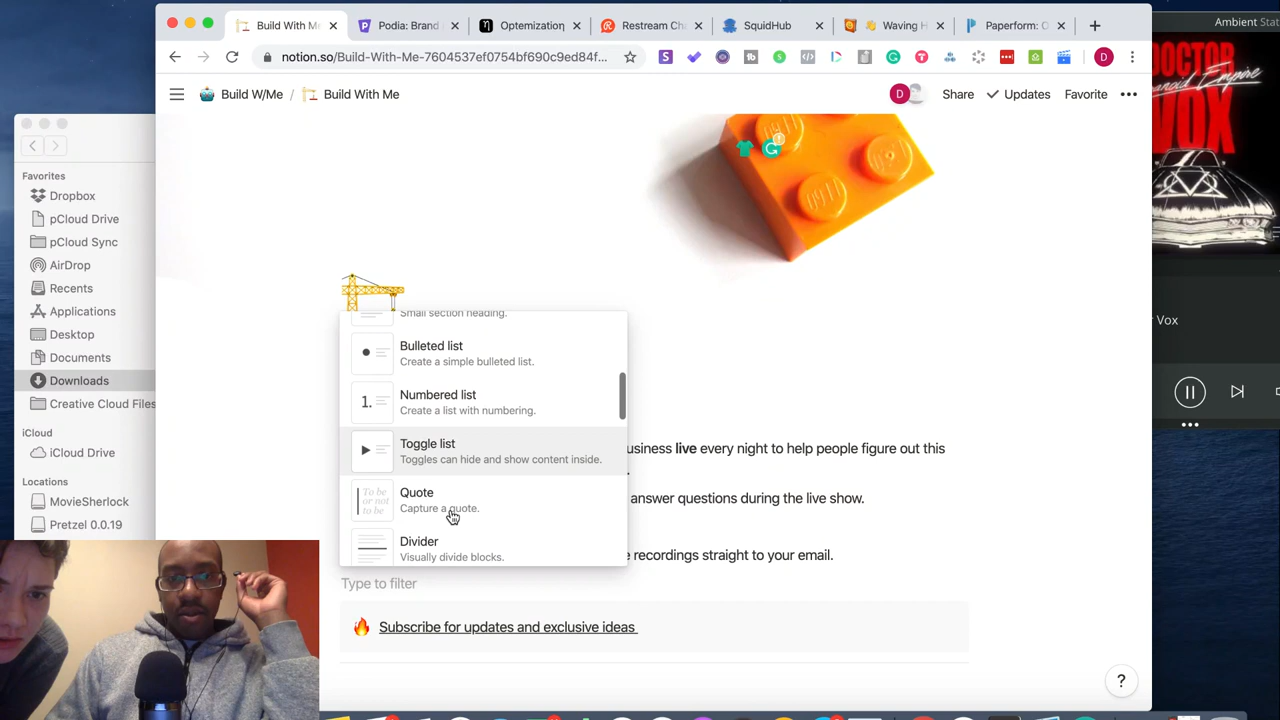 Build With Me
Podia: Brand
Optemization
Restream Ch
SquidHub
Waving H
Paperform: O
Ambient Stat
notion.so/Build-With-Me-7604537ef0754bf690c9ed84f...
Build W/Me / Build With Me
D
Share
Updates
Favorite
DOCTOR
VOX
Paranoid Empire
Favorites
Dropbox
pCloud Drive
pCloud Sync
AirDrop
Recents
Applications
Desktop
Documents
Downloads
Creative Cloud Files
iCloud
iCloud Drive
Locations
MovieSherlock
Pretzel 0.0.19
Small section heading.
Bulleted list
Create a simple bulleted list.
Numbered list
Create a list with numbering.
Toggle list
Toggles can hide and show content inside.
Quote
Capture a quote.
Divider
Visually divide blocks.
usiness live every night to help people figure out this
answer questions during the live show.
e recordings straight to your email.
Type to filter
Subscribe for updates and exclusive ideas
r Vox
?